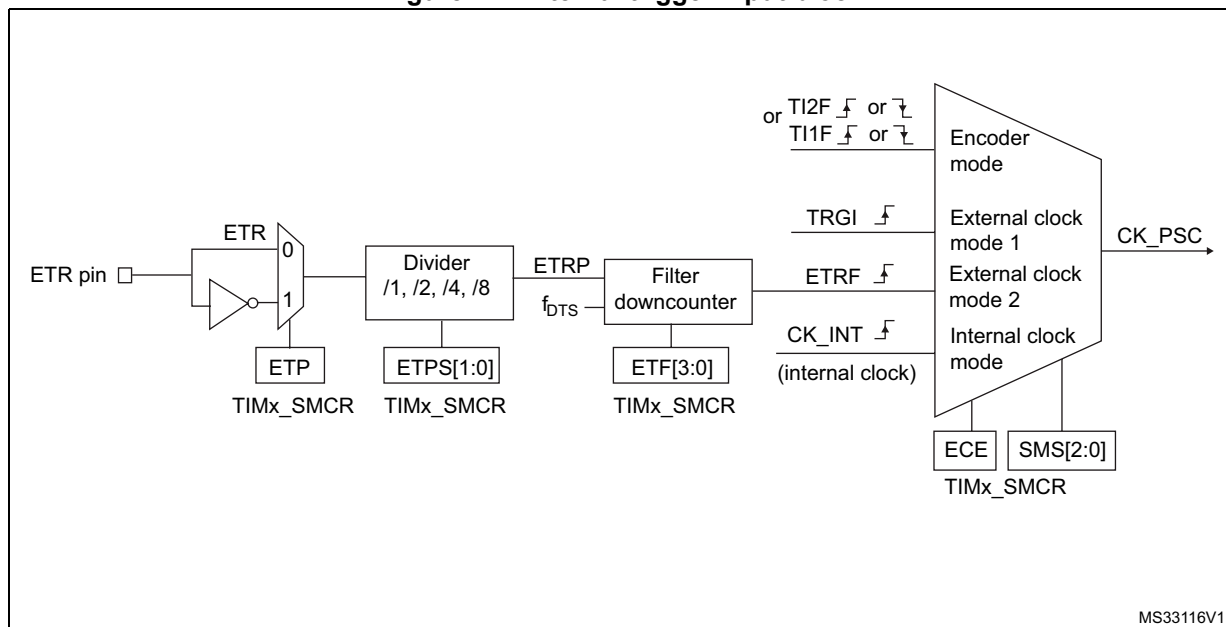 or TI2F or
TI1F or
Encoder
mode
TRGI
External clock
mode 1
CK_PSC
ETR
0
ETR pin
1
Divider
/1, /2, /4, /8
ETRP
fDTS
Filter
downcounter
ETRF
External clock
mode 2
CK_INT
(internal clock)
Internal clock
mode
ETP
TIMx_SMCR
ETPS[1:0]
TIMx_SMCR
ETF[3:0]
TIMx_SMCR
ECE
SMS[2:0]
TIMx_SMCR
MS33116V1